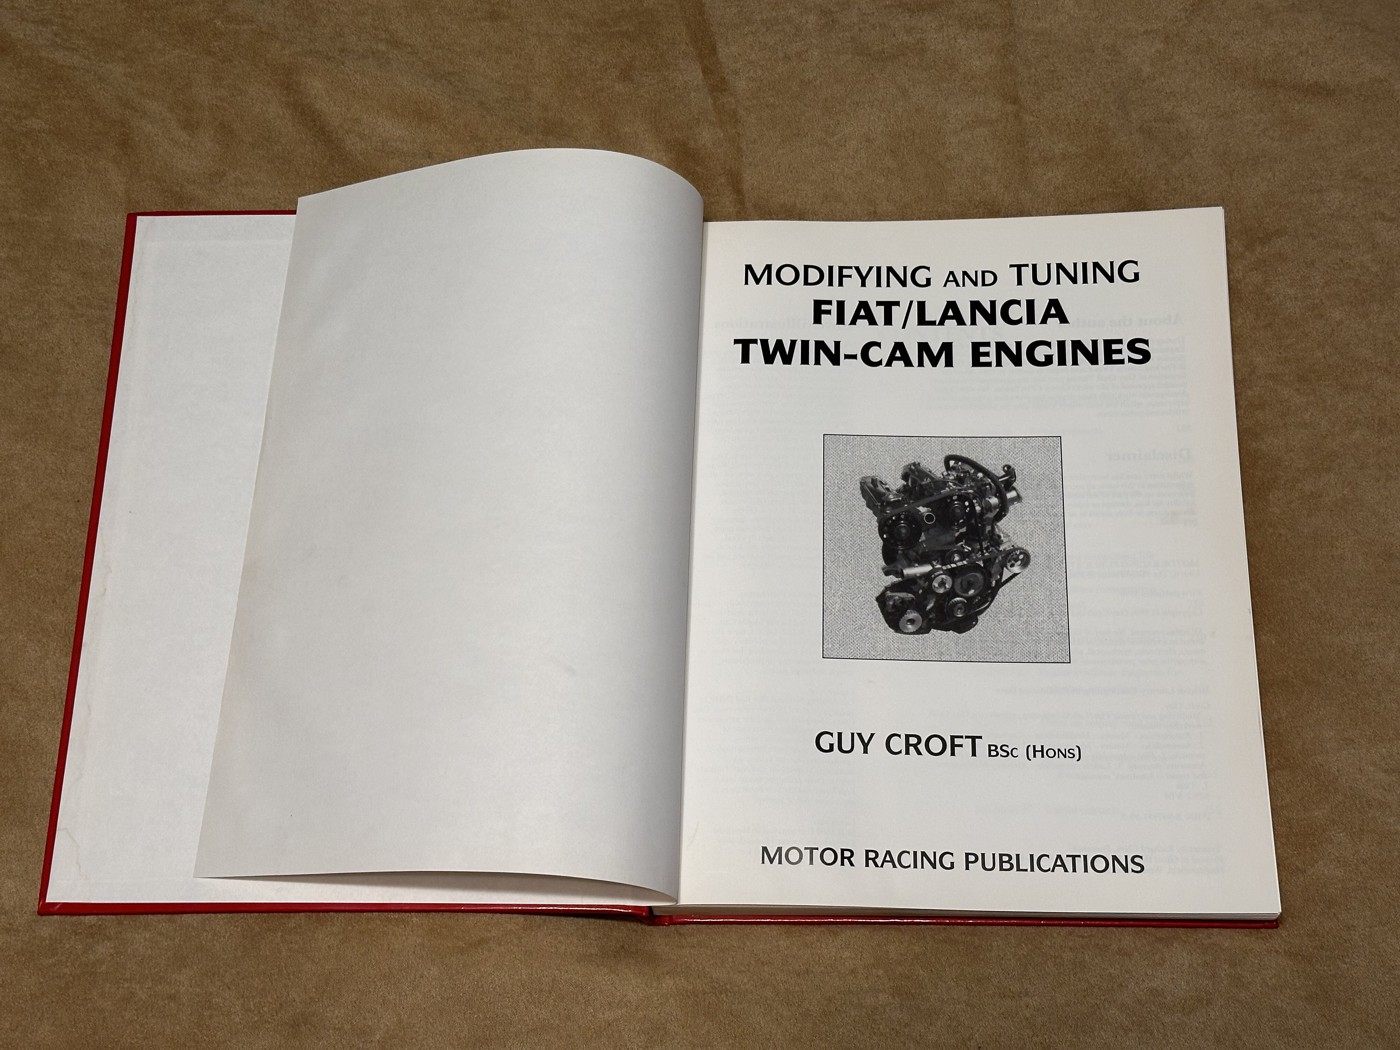 MODIFYING AND TUNING
FIAT/LANCIA
TWIN-CAM ENGINES
GUY CROFT BSc (HONS)
MOTOR RACING PUBLICATIONS